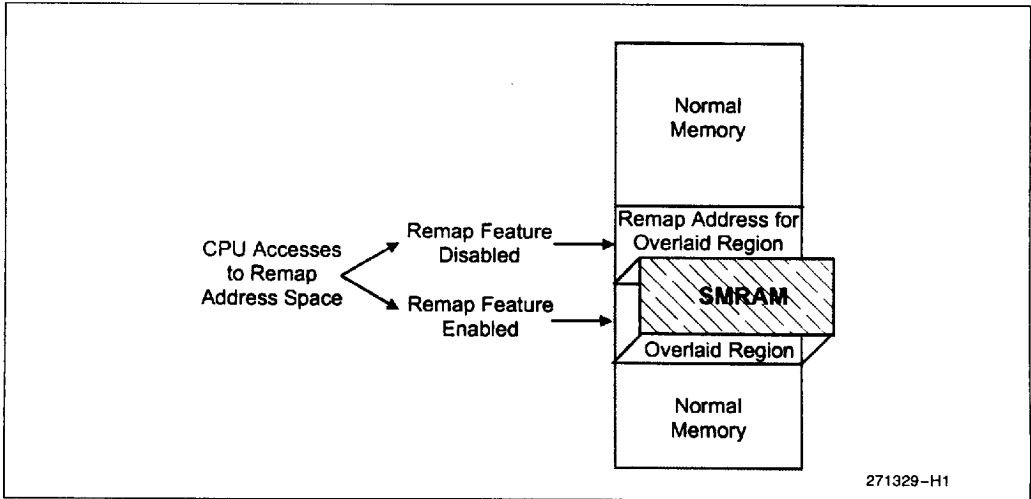 Normal
Memory
Remap Address for
Overlaid Region
Remap Feature
Disabled
CPU Accesses
to Remap
Address Space
Remap Feature
Enabled
SMRAM
Overlaid Region
Normal
Memory
271329–H1